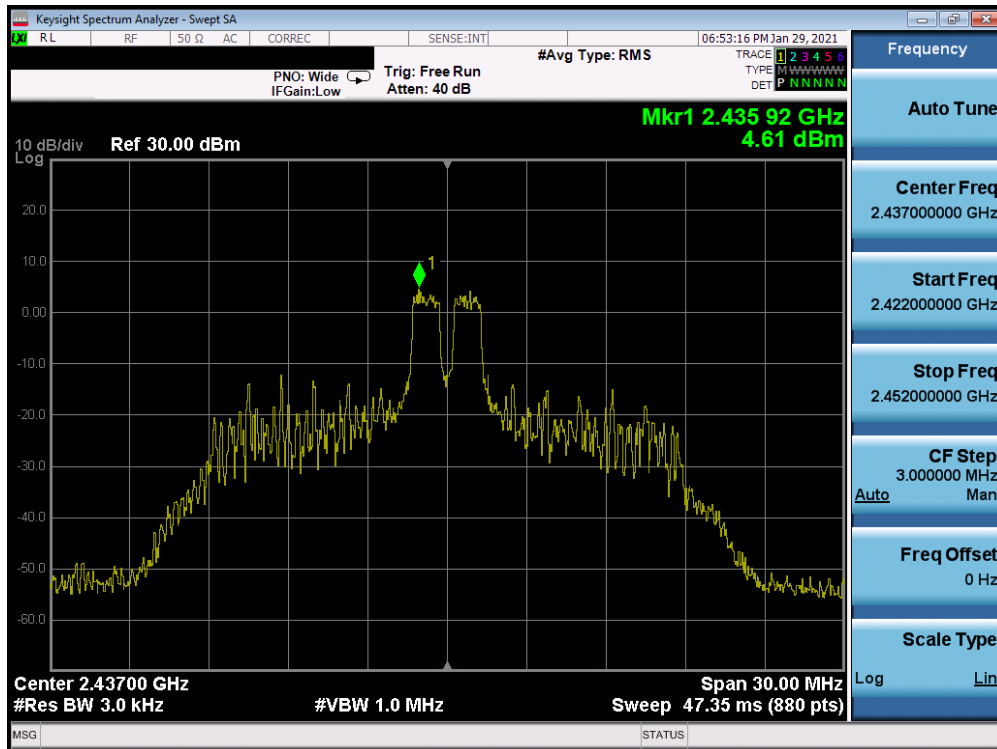 Keysight Spectrum Analyzer - Swept SA
LXI RL RF 50 Ω AC CORREC SENSE:INT 06:53:16 PM Jan 29, 2021
PNO: Wide
IFGain:Low
Trig: Free Run
Atten: 40 dB
#Avg Type: RMS
TRACE 1 2 3 4 5 6
TYPE M WWWWW
DET P N N N N N
Mkr1 2.435 92 GHz
4.61 dBm
10 dB/div Ref 30.00 dBm
Log
20.0
10.0
1
0.00
-10.0
-20.0
-30.0
-40.0
-50.0
-60.0
Center 2.43700 GHz Span 30.00 MHz
#Res BW 3.0 kHz #VBW 1.0 MHz Sweep 47.35 ms (880 pts)
MSG STATUS
Frequency
Auto Tune
Center Freq
2.437000000 GHz
Start Freq
2.422000000 GHz
Stop Freq
2.452000000 GHz
CF Step
3.000000 MHz
Auto Man
Freq Offset
0 Hz
Scale Type
Log Lin